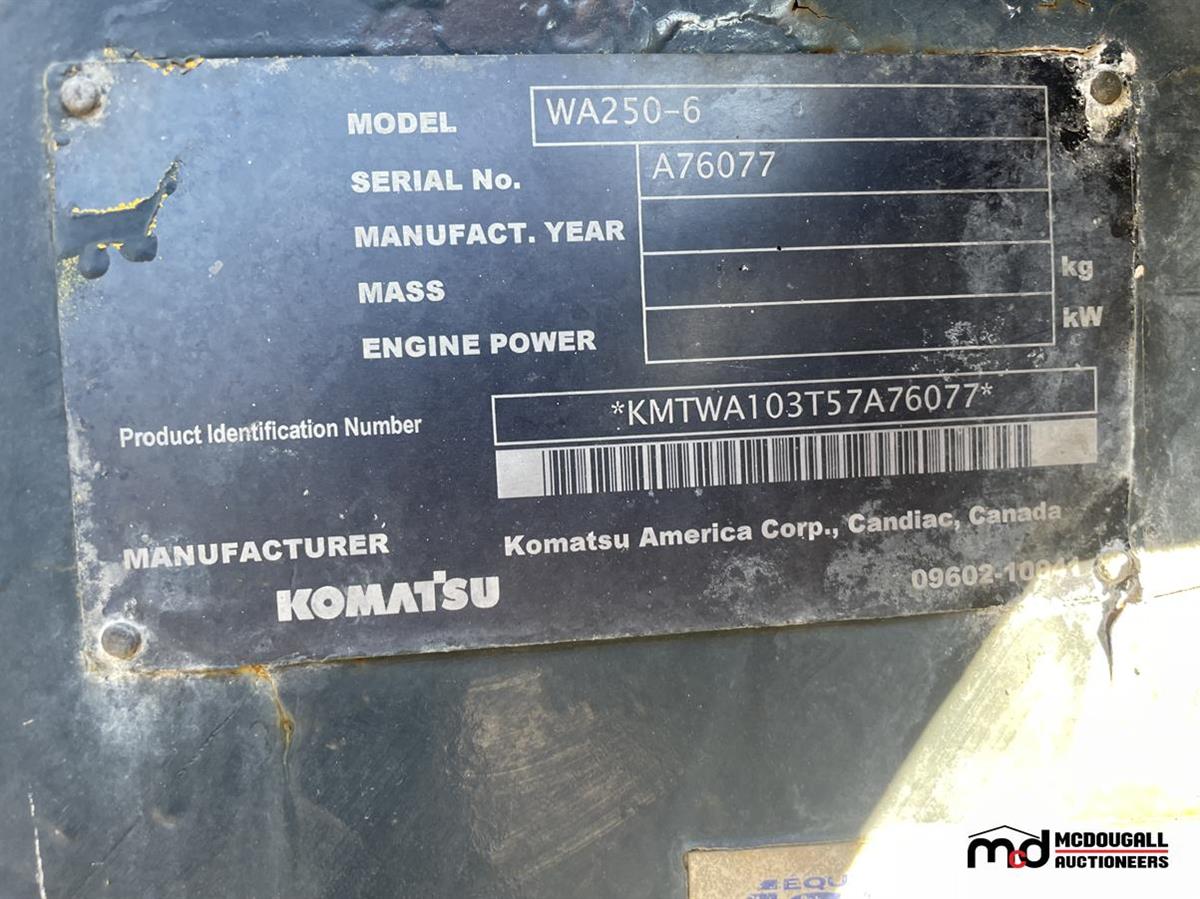 MODEL WA250-6
SERIAL No. A76077
MANUFACT. YEAR
MASS kg
ENGINE POWER kW
Product Identification Number *KMTWA103T57A76077*
MANUFACTURER Komatsu America Corp., Candiac, Canada
KOMATSU
mcd MCDOUGALL
AUCTIONEERS